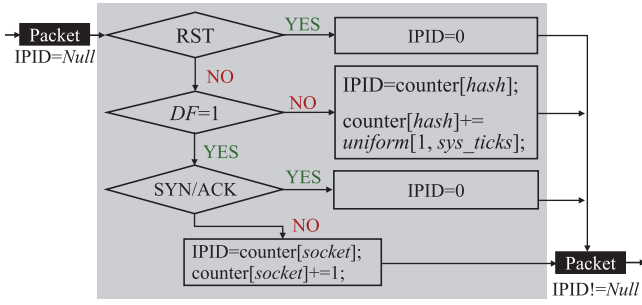 Packet
IPID=Null
RST
YES
IPID=0
NO
DF=1
NO
IPID=counter[hash];
counter[hash]+=
uniform[1, sys_ticks];
YES
SYN/ACK
YES
IPID=0
NO
IPID=counter[socket];
counter[socket]+=1;
Packet
IPID!=Null